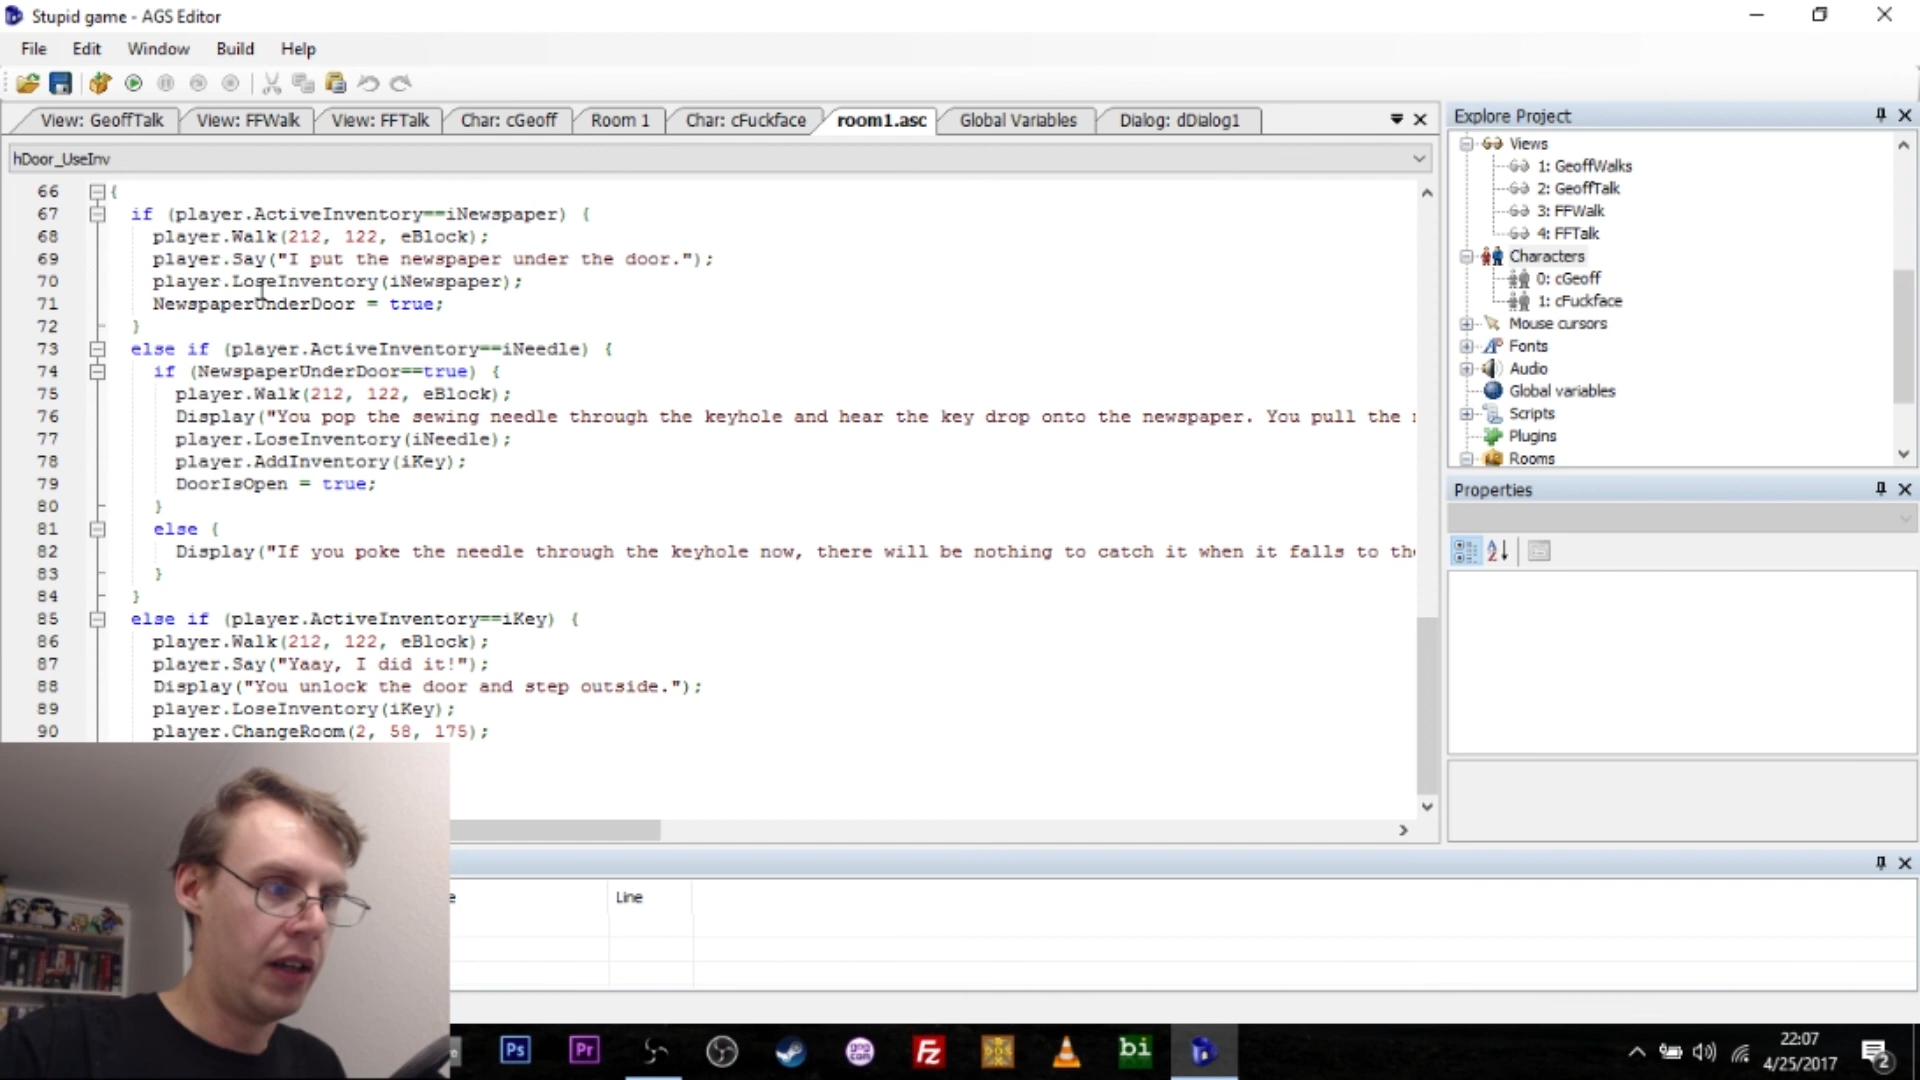 Stupid game - AGS Editor
File Edit Window Build Help
View: GeoffTalk View: FFWalk View: FFTalk Char: cGeoff Room 1 Char: cFuckface room1.asc Global Variables Dialog: dDialog1
hDoor_UseInv
66 {
67 if (player.ActiveInventory==iNewspaper) {
68 player.Walk(212, 122, eBlock);
69 player.Say("I put the newspaper under the door.");
70 player.LoseInventory(iNewspaper);
71 NewspaperUnderDoor = true;
72 }
73 else if (player.ActiveInventory==iNeedle) {
74 if (NewspaperUnderDoor==true) {
75 player.Walk(212, 122, eBlock);
76 Display("You pop the sewing needle through the keyhole and hear the key drop onto the newspaper. You pull the
77 player.LoseInventory(iNeedle);
78 player.AddInventory(iKey);
79 DoorIsOpen = true;
80 }
81 else {
82 Display("If you poke the needle through the keyhole now, there will be nothing to catch it when it falls to the
83 }
84 }
85 else if (player.ActiveInventory==iKey) {
86 player.Walk(212, 122, eBlock);
87 player.Say("Yaay, I did it!");
88 Display("You unlock the door and step outside.");
89 player.LoseInventory(iKey);
90 player.ChangeRoom(2, 58, 175);
Explore Project
Views
1: GeoffWalks
2: GeoffTalk
3: FFWalk
4: FFTalk
Characters
0: cGeoff
1: cFuckface
Mouse cursors
Fonts
Audio
Global variables
Scripts
Plugins
Rooms
Properties
Line
Ps Pr gog com Fz DOS bi
22:07
4/25/2017
2